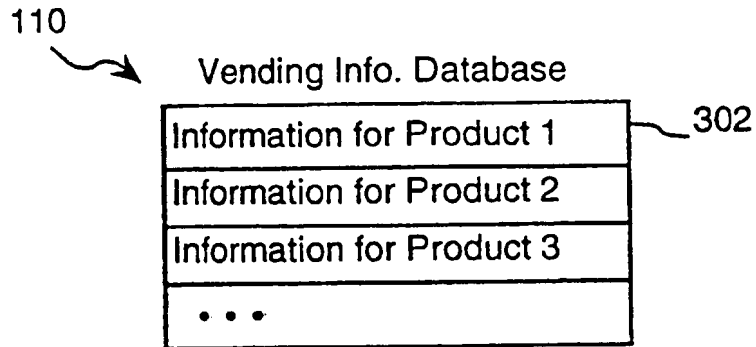 110
Vending Info. Database
Information for Product 1
302
Information for Product 2
Information for Product 3
• • •